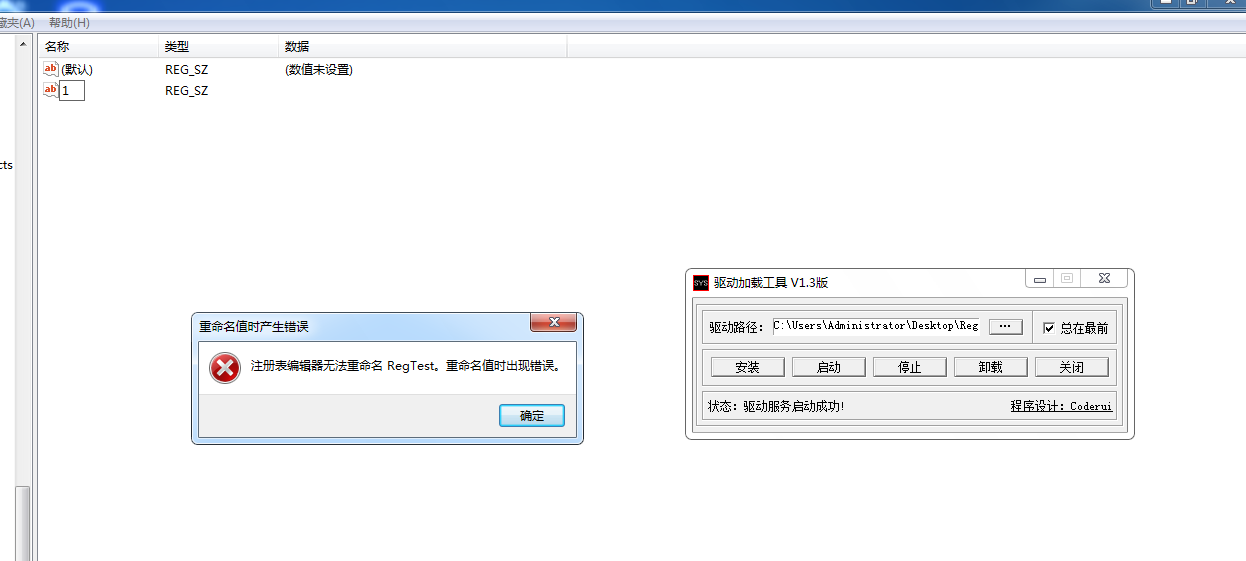 藏夹(A) 帮助(H)
名称 类型 数据
(默认) REG_SZ (数值未设置)
1 REG_SZ
cts
重命名值时产生错误
注册表编辑器无法重命名 RegTest。重命名值时出现错误。
确定
SYS 驱动加载工具 V1.3版
驱动路径: C:\Users\Administrator\Desktop\Reg ... 总在最前
安装 启动 停止 卸载 关闭
状态: 驱动服务启动成功! 程序设计: Coderui